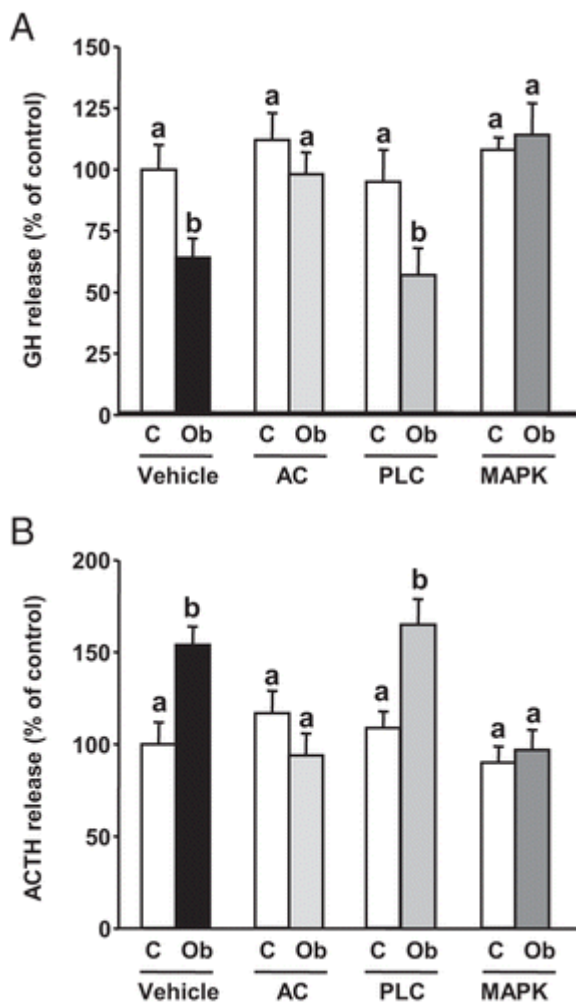 A
GH release (% of control)
150
125
100
75
50
25
0
a
b
a
a
a
b
a
a
C Ob C Ob C Ob C Ob
Vehicle AC PLC MAPK
B
ACTH release (% of control)
200
150
100
50
0
a
b
a
a
a
b
a
a
C Ob C Ob C Ob C Ob
Vehicle AC PLC MAPK